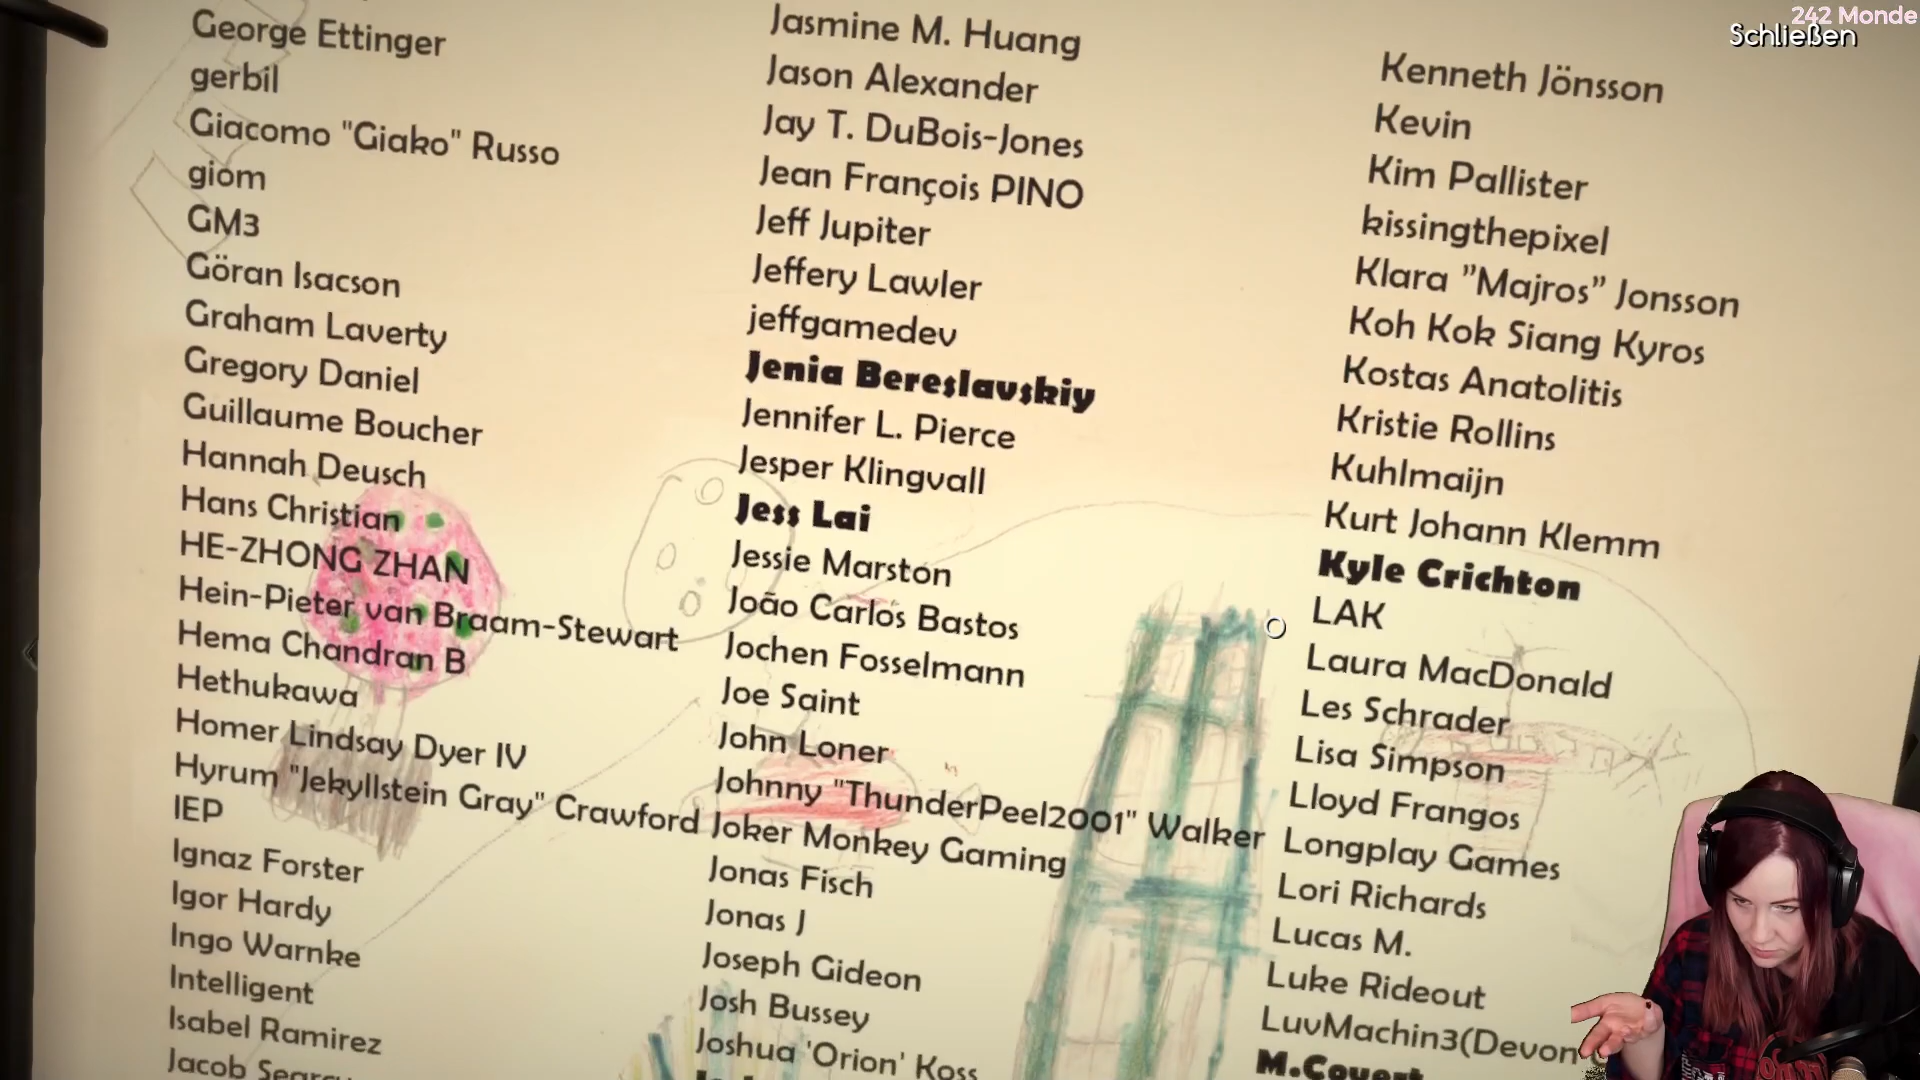 242 Monde
Schließen
George Ettinger
gerbil
Giacomo "Giako" Russo
giom
GM3
Göran Isacson
Graham Laverty
Gregory Daniel
Guillaume Boucher
Hannah Deusch
Hans Christian
HE-ZHONG ZHAN
Hein-Pieter van Braam-Stewart
Hema Chandran B
Hethukawa
Homer Lindsay Dyer IV
Hyrum "Jekyllstein Gray" Crawford
IEP
Ignaz Forster
Igor Hardy
Ingo Warnke
Intelligent
Isabel Ramirez
Jacob
Jasmine M. Huang
Jason Alexander
Jay T. DuBois-Jones
Jean François PINO
Jeff Jupiter
Jeffery Lawler
jeffgamedev
Jenia Bereslavskiy
Jennifer L. Pierce
Jesper Klingvall
Jess Lai
Jessie Marston
João Carlos Bastos
Jochen Fosselmann
Joe Saint
John Loner
Johnny "ThunderPeel2001" Walker
Joker Monkey Gaming
Jonas Fisch
Jonas J
Joseph Gideon
Josh Bussey
Joshua 'Orion' Koss
Kenneth Jönsson
Kevin
Kim Pallister
kissingthepixel
Klara ”Majros” Jonsson
Koh Kok Siang Kyros
Kostas Anatolitis
Kristie Rollins
Kuhlmaijn
Kurt Johann Klemm
Kyle Crichton
LAK
Laura MacDonald
Les Schrader
Lisa Simpson
Lloyd Frangos
Longplay Games
Lori Richards
Lucas M.
Luke Rideout
LuvMachin3(Devon
M.Covert